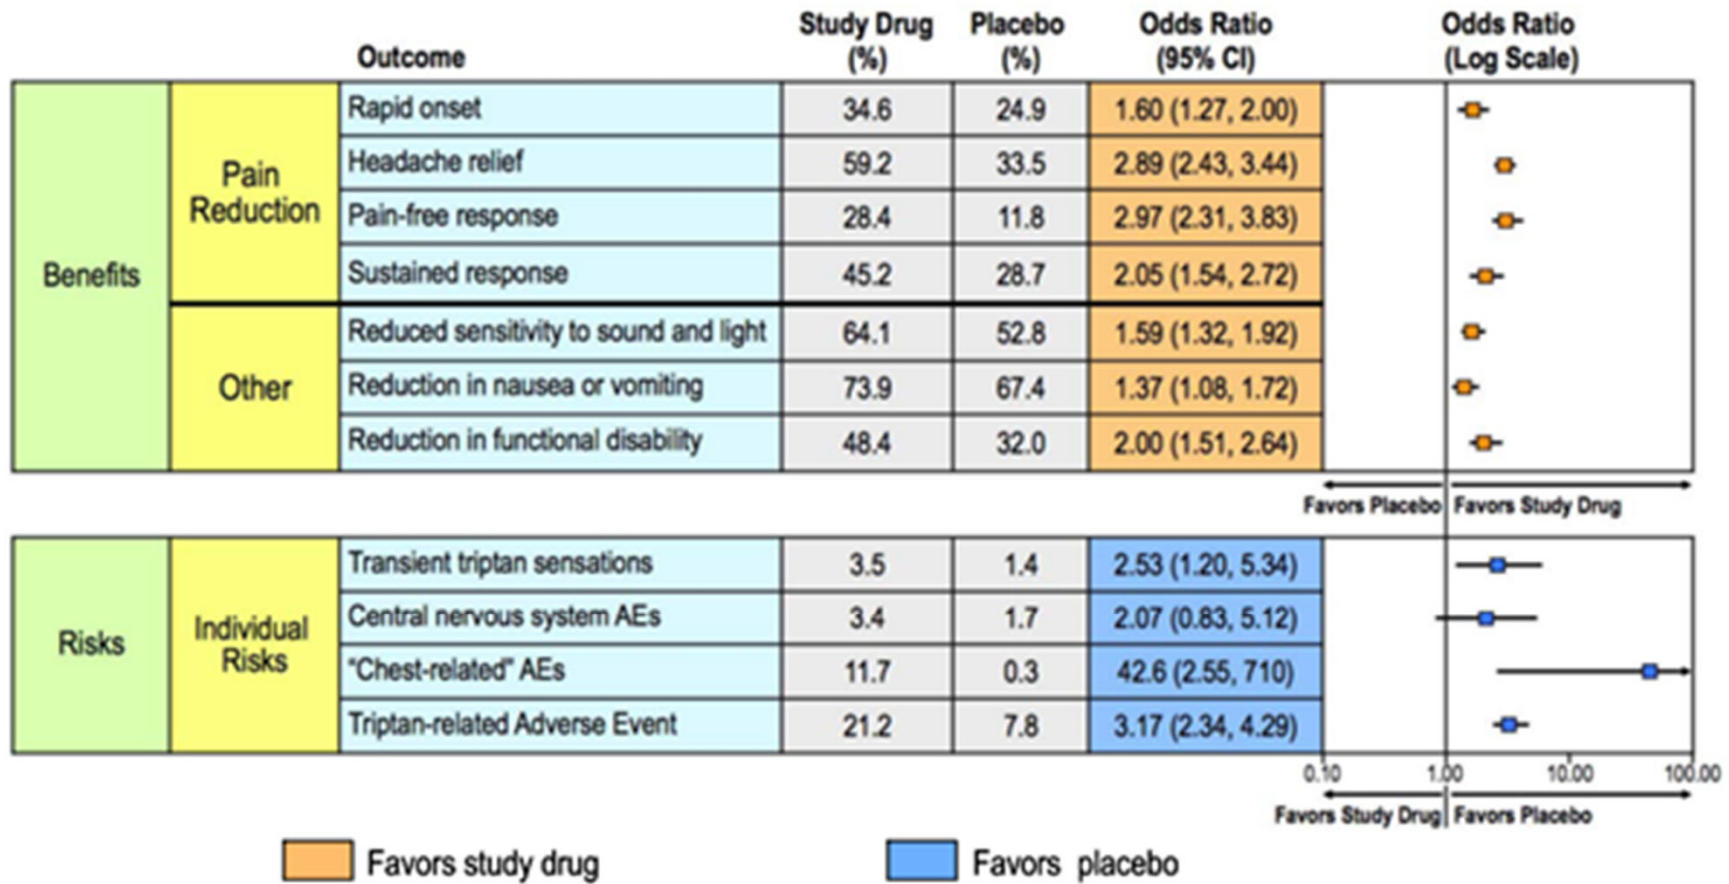 Outcome Study Drug (%) Placebo (%) Odds Ratio (95% CI) Odds Ratio (Log Scale)
Benefits
Pain Reduction
Rapid onset 34.6 24.9 1.60 (1.27, 2.00)
Headache relief 59.2 33.5 2.89 (2.43, 3.44)
Pain-free response 28.4 11.8 2.97 (2.31, 3.83)
Sustained response 45.2 28.7 2.05 (1.54, 2.72)
Other
Reduced sensitivity to sound and light 64.1 52.8 1.59 (1.32, 1.92)
Reduction in nausea or vomiting 73.9 67.4 1.37 (1.08, 1.72)
Reduction in functional disability 48.4 32.0 2.00 (1.51, 2.64)
Favors Placebo Favors Study Drug
Risks
Individual Risks
Transient triptan sensations 3.5 1.4 2.53 (1.20, 5.34)
Central nervous system AEs 3.4 1.7 2.07 (0.83, 5.12)
"Chest-related" AEs 11.7 0.3 42.6 (2.55, 710)
Triptan-related Adverse Event 21.2 7.8 3.17 (2.34, 4.29)
0.10 1.00 10.00 100.00
Favors Study Drug Favors Placebo
Favors study drug Favors placebo